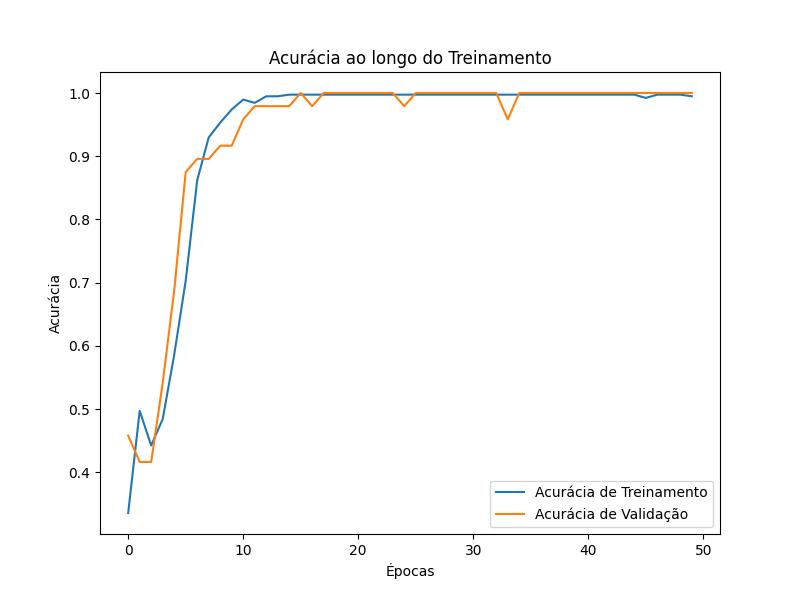 Acurácia ao longo do Treinamento
Acurácia
1.0
0.9
0.8
0.7
0.6
0.5
0.4
Acurácia de Treinamento
Acurácia de Validação
0 10 20 30 40 50
Épocas